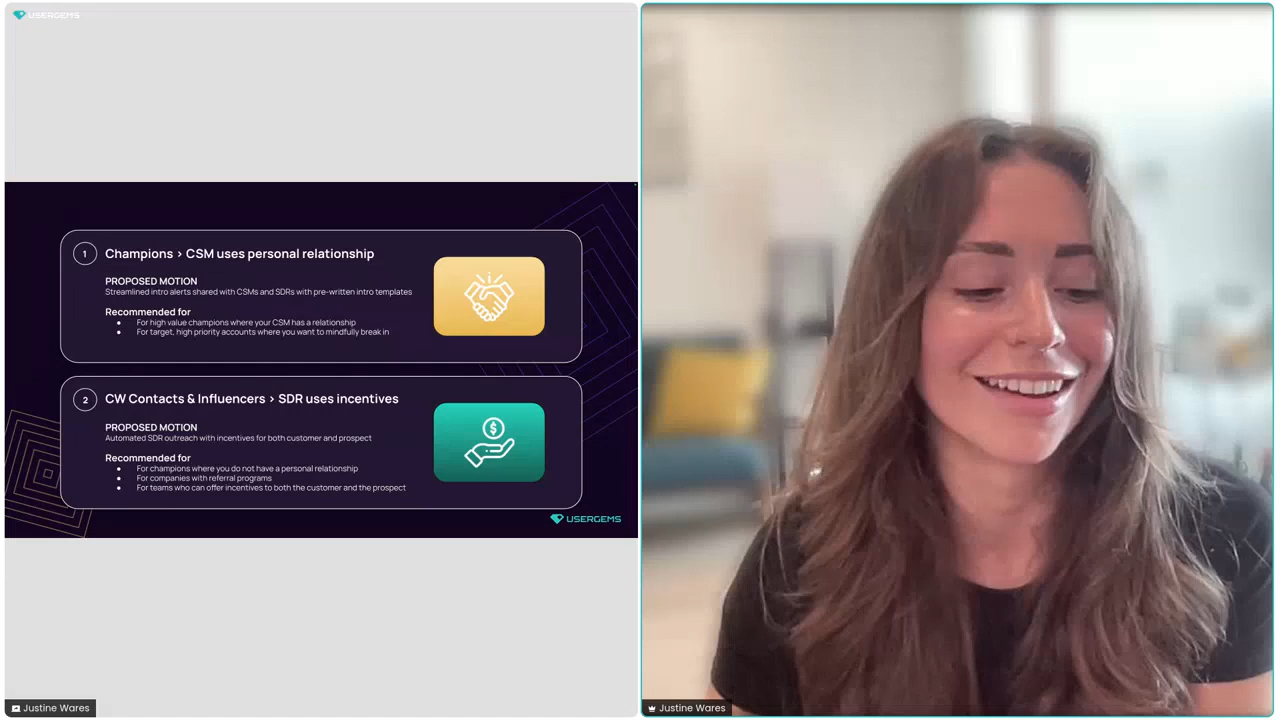 USERGEMS
1
Champions > CSM uses personal relationship
PROPOSED MOTION
Streamlined intro alerts shared with CSMs and SDRs with pre-written intro templates
Recommended for
● For high value champions where your CSM has a relationship
● For target, high priority accounts where you want to mindfully break in
2
CW Contacts & Influencers > SDR uses incentives
$
PROPOSED MOTION
Automated SDR outreach with incentives for both customer and prospect
Recommended for
● For champions where you do not have a personal relationship
● For companies with referral programs
● For teams who can offer incentives to both the customer and the prospect
USERGEMS
Justine Wares
Justine Wares